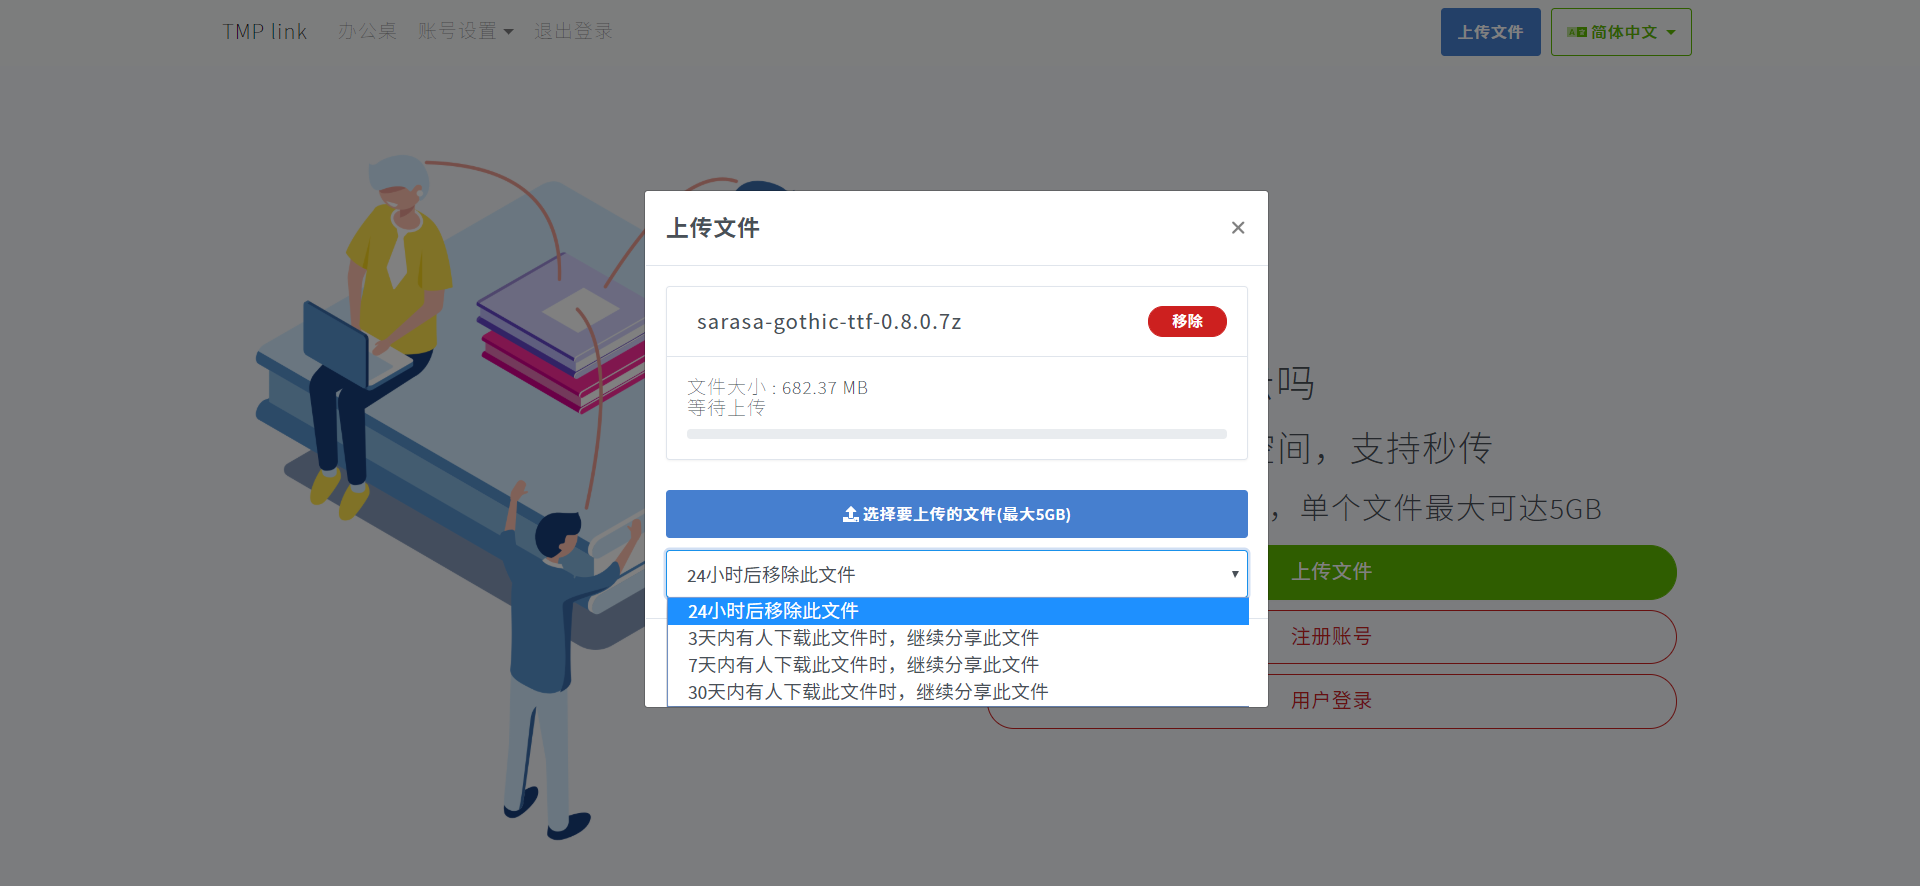 TMP link 办公桌 账号设置 退出登录 上传文件 简体中文
上传文件 ×
sarasa-gothic-ttf-0.8.0.7z 移除
文件大小 : 682.37 MB
等待上传
选择要上传的文件(最大5GB)
24小时后移除此文件
24小时后移除此文件
3天内有人下载此文件时，继续分享此文件
7天内有人下载此文件时，继续分享此文件
30天内有人下载此文件时，继续分享此文件
吗
间，支持秒传
，单个文件最大可达5GB
上传文件
注册账号
用户登录